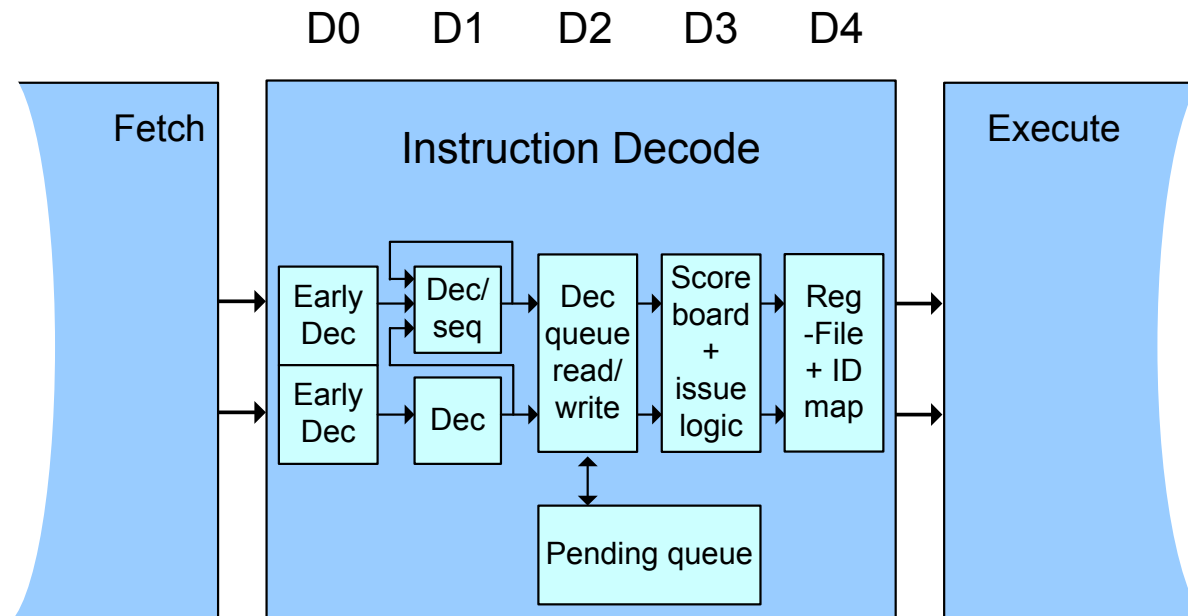 D0 D1 D2 D3 D4
Fetch
Instruction Decode
Execute
Early
Dec
Dec/
seq
Early
Dec
Dec
Dec
queue
read/
write
Score
board
+
issue
logic
Reg
-File
+ ID
map
Pending queue